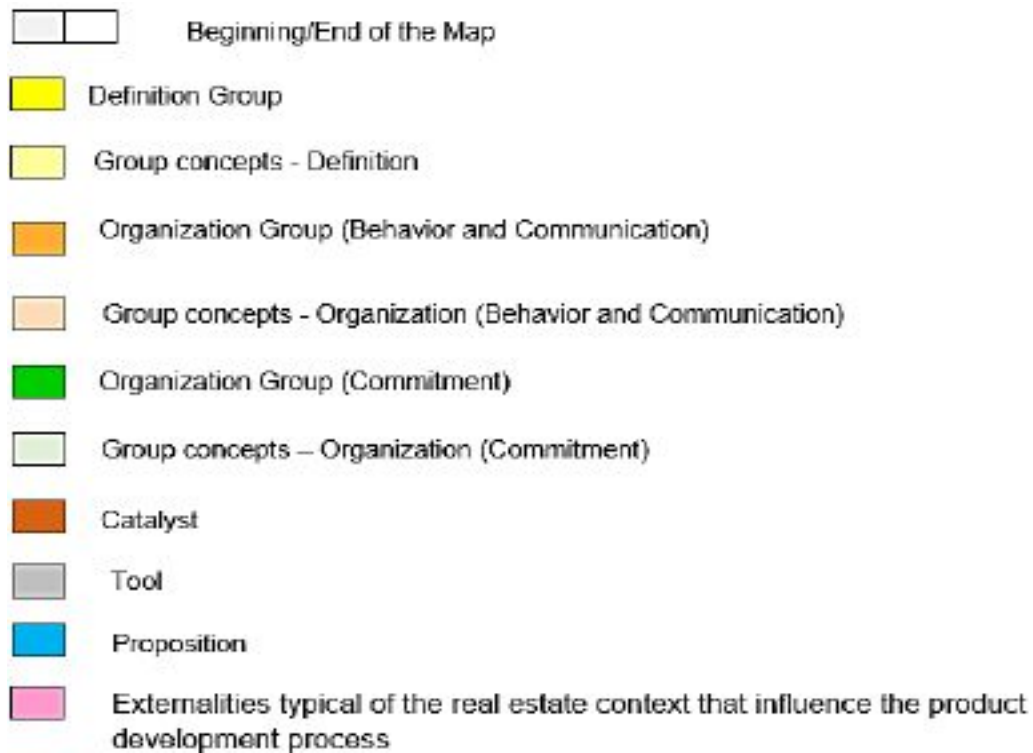 Beginning/End of the Map
Definition Group
Group concepts - Definition
Organization Group (Behavior and Communication)
Group concepts - Organization (Behavior and Communication)
Organization Group (Commitment)
Group concepts – Organization (Commitment)
Catalyst
Tool
Proposition
Externalities typical of the real estate context that influence the product
development process